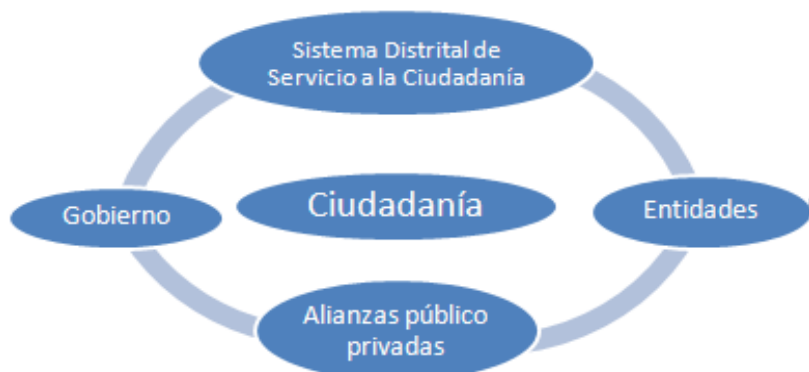 Sistema Distrital de
Servicio a la Ciudadanía
Gobierno
Ciudadanía
Entidades
Alianzas público
privadas